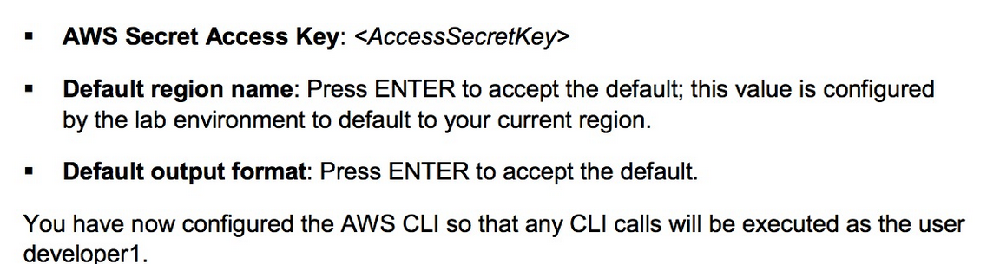 ▪ AWS Secret Access Key: <AccessSecretKey>
▪ Default region name: Press ENTER to accept the default; this value is configured
by the lab environment to default to your current region.
▪ Default output format: Press ENTER to accept the default.
You have now configured the AWS CLI so that any CLI calls will be executed as the user
developer1.